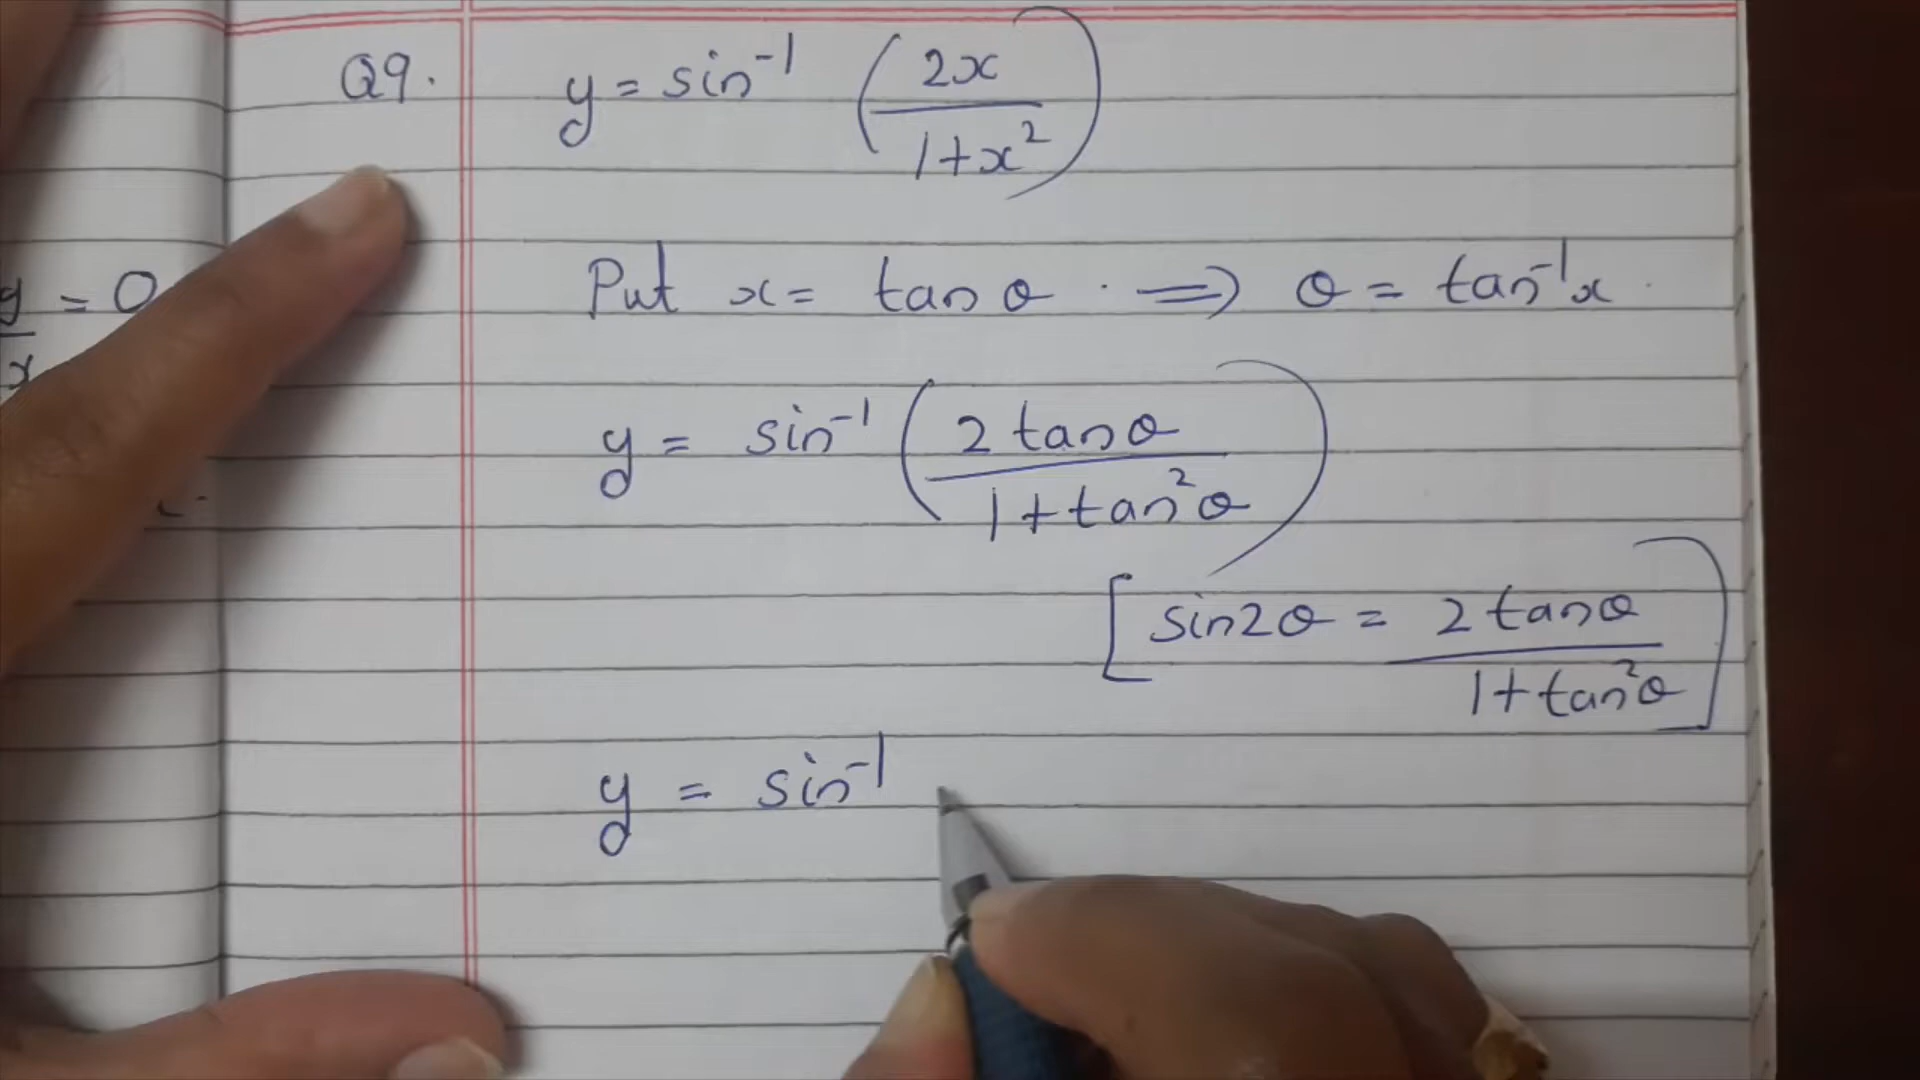 Q9. y = sin⁻¹ (2x / 1+x²)
Put x = tan θ ⟹ θ = tan⁻¹x
y = sin⁻¹ (2 tan θ / 1+tan²θ)
[sin2θ = 2 tanθ / 1+tan²θ]
y = sin⁻¹
= 0
x